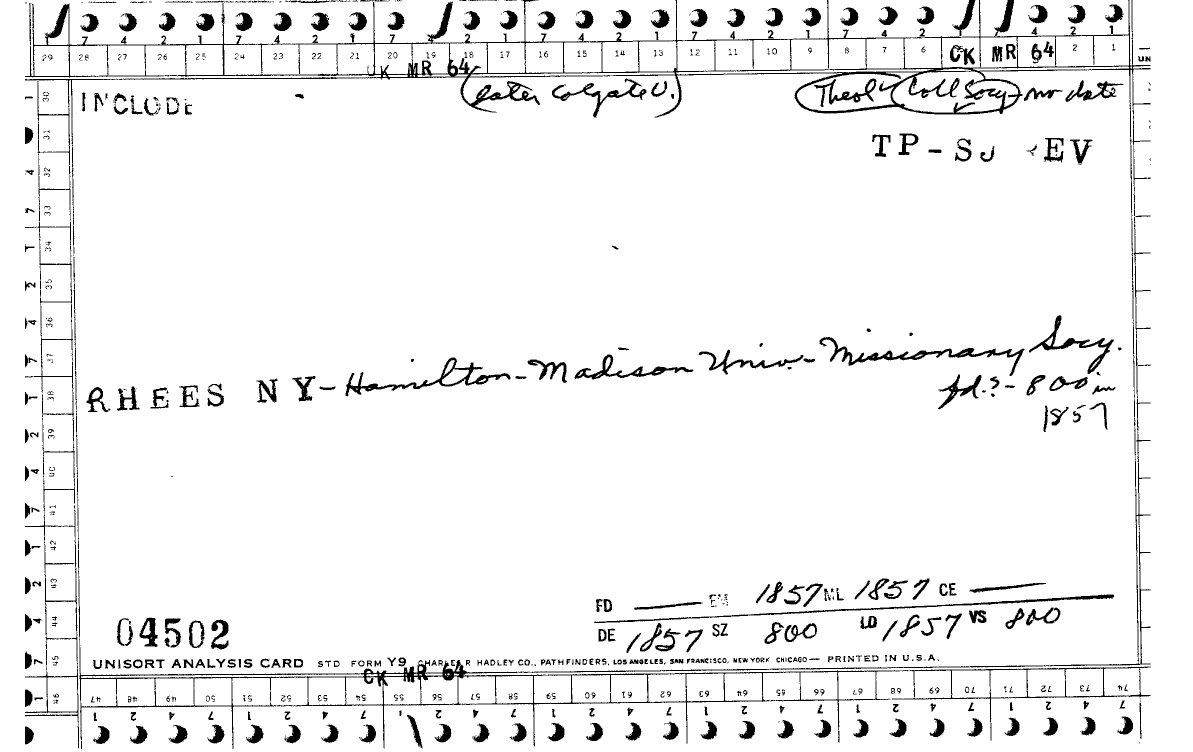 7 4 2 1 7 4 2 1 7 2 1 7 4 2 1 7 4 2 1 7 4 2 1 7 4 2 1
29 28 27 26 25 24 23 22 21 20 19 18 17 16 15 14 13 12 11 10 9 8 7 6 CK MR 64 2 1
CK MR 64
INCLUDE (later Colgate U.) Theol Coll Socy - no date
TP-SU REV
30
31
32
33
34
35
36
37
38
39
40
41
42
43
44
45
46
RHEES NY-Hamilton-Madison Univ.-Missionary Socy.
fd.?-800 in
1857
FD — EM 1857 ML 1857 CE —
04502 DE 1857 SZ 800 LD 1857 VS 800
UNISORT ANALYSIS CARD STD FORM Y9 CHARLES R HADLEY CO., PATHFINDERS, LOS ANGELES, SAN FRANCISCO, NEW YORK CHICAGO— PRINTED IN U.S.A.
CK MR 64
47 48 49 50 51 52 53 54 55 56 57 58 59 60 61 62 63 64 65 66 67 68 69 70 71 72 73 74
1 2 4 7 1 2 4 7 1 2 4 7 1 2 4 7 1 2 4 7 1 2 4 7 1 2 4 7